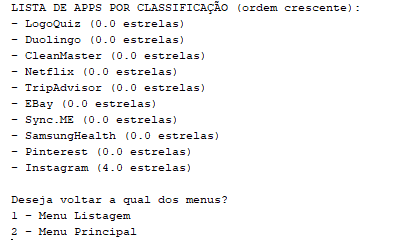 LISTA DE APPS POR CLASSIFICAÇÃO (ordem crescente):
- LogoQuiz (0.0 estrelas)
- Duolingo (0.0 estrelas)
- CleanMaster (0.0 estrelas)
- Netflix (0.0 estrelas)
- TripAdvisor (0.0 estrelas)
- EBay (0.0 estrelas)
- Sync.ME (0.0 estrelas)
- SamsungHealth (0.0 estrelas)
- Pinterest (0.0 estrelas)
- Instagram (4.0 estrelas)
Deseja voltar a qual dos menus?
1 - Menu Listagem
2 - Menu Principal